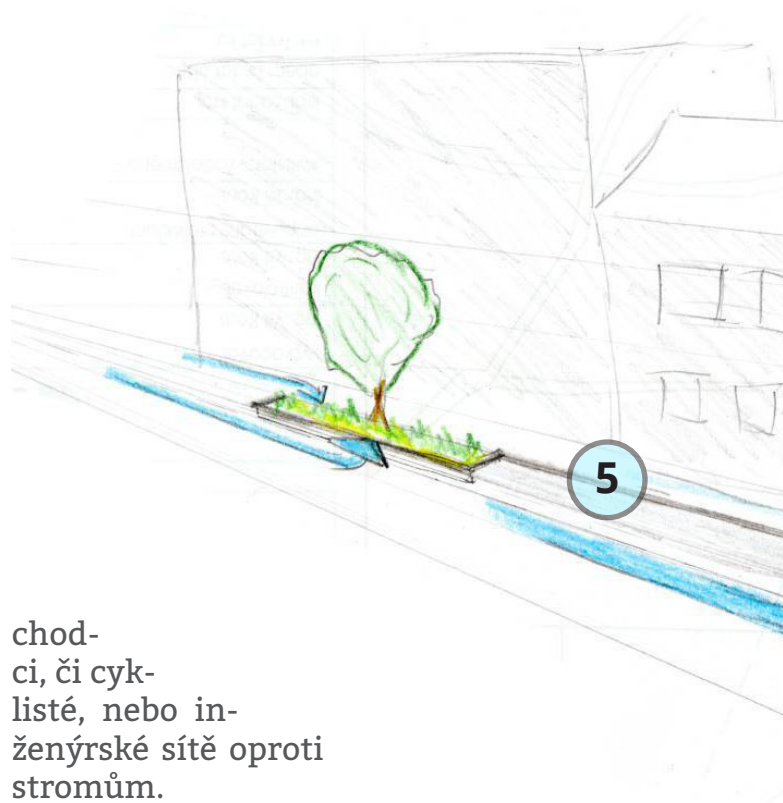 5
chod-
ci, či cyk-
listé, nebo in-
ženýrské sítě oproti
stromům.